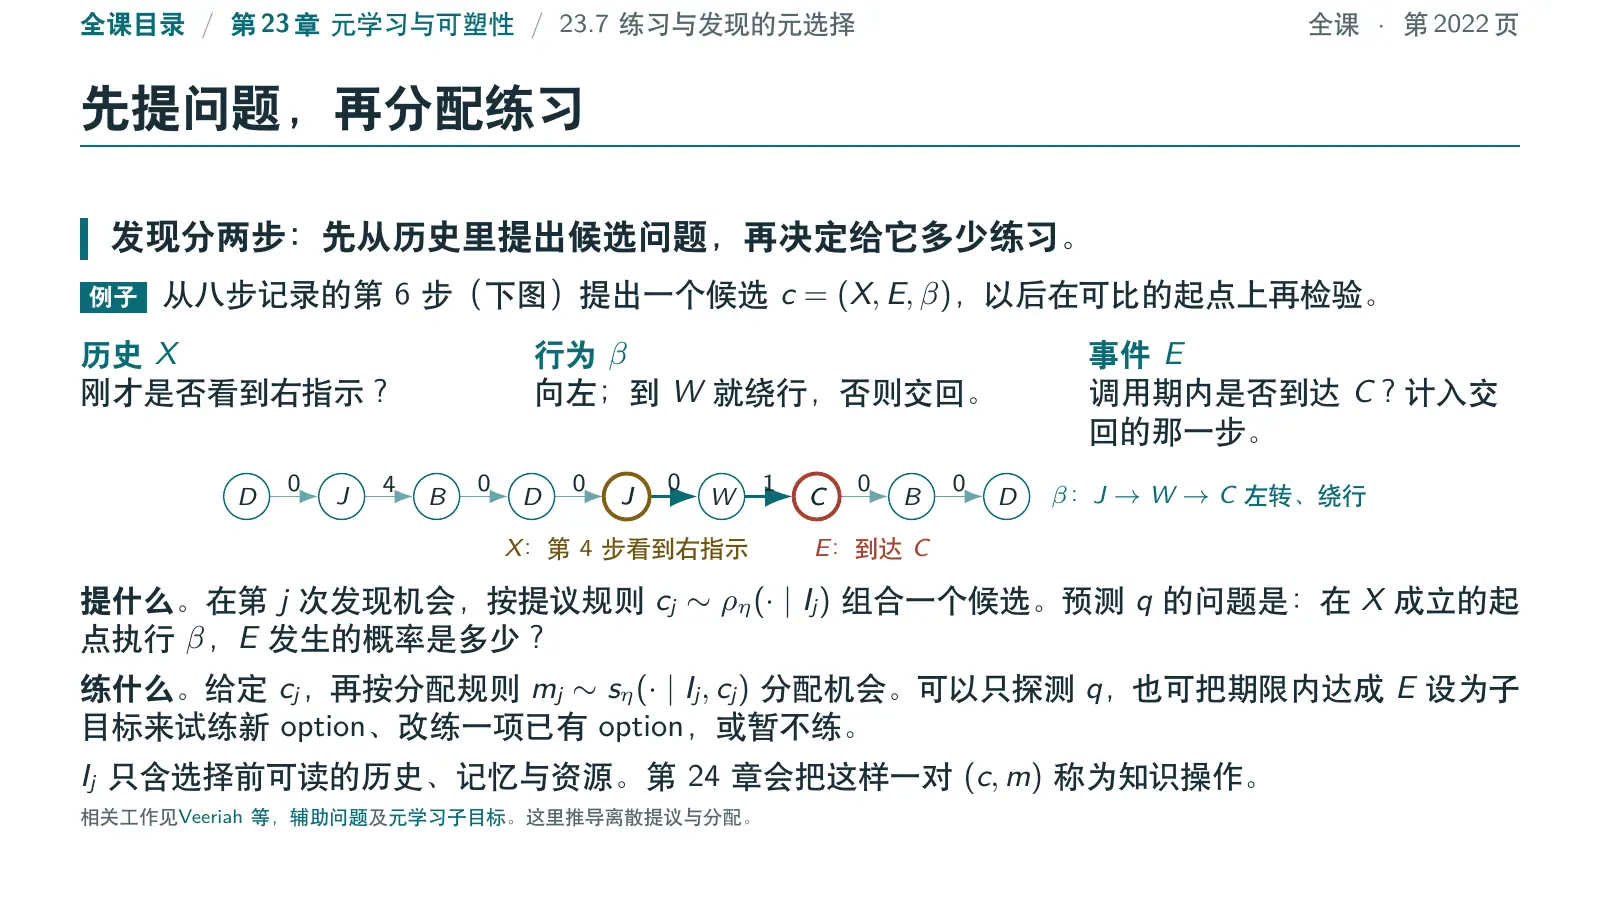 全课目录 / 第 23 章 元学习与可塑性 / 23.7 练习与发现的元选择
全课 · 第 2022 页
先提问题，再分配练习
发现分两步：先从历史里提出候选问题，再决定给它多少练习。
例子 从八步记录的第 6 步（下图）提出一个候选 c = (X, E, β)，以后在可比的起点上再检验。
历史 X
刚才是否看到右指示？
行为 β
向左；到 W 就绕行，否则交回。
事件 E
调用期内是否到达 C？计入交
回的那一步。
D 0 J 4 B 0 D 0 J 0 W 1 C 0 B 0 D
β：J → W → C 左转、绕行
X：第 4 步看到右指示
E：到达 C
提什么。在第 j 次发现机会，按提议规则 cⱼ ∼ ρη(· | Iⱼ) 组合一个候选。预测 q 的问题是：在 X 成立的起
点执行 β，E 发生的概率是多少？
练什么。给定 cⱼ，再按分配规则 mⱼ ∼ sη(· | Iⱼ, cⱼ) 分配机会。可以只探测 q，也可把期限内达成 E 设为子
目标来试练新 option、改练一项已有 option，或暂不练。
Iⱼ 只含选择前可读的历史、记忆与资源。第 24 章会把这样一对 (c, m) 称为知识操作。
相关工作见Veeriah 等，辅助问题及元学习子目标。这里推导离散提议与分配。